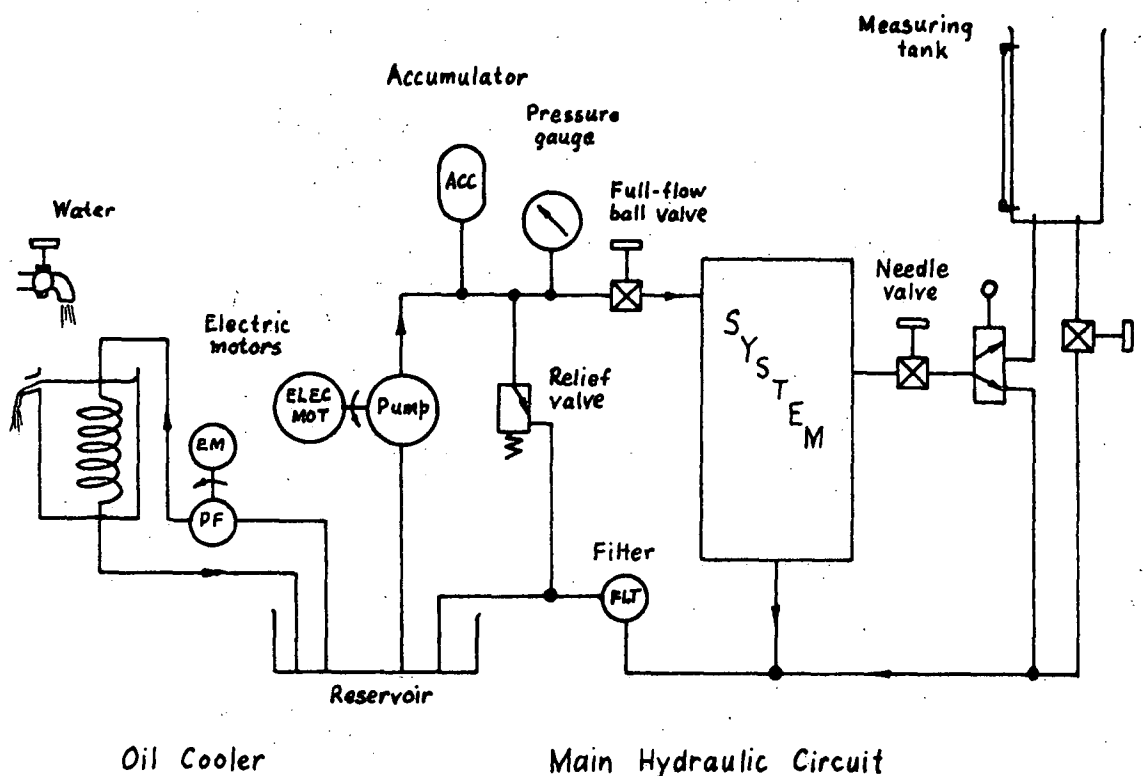 Measuring
tank
Accumulator
Pressure
gauge
ACC
Full-flow
ball valve
Water
Needle
valve
Electric
motors
SYSTEM
Relief
valve
ELEC
MOT
Pump
EM
PF
Filter
FLT
Reservoir
Oil Cooler
Main Hydraulic Circuit